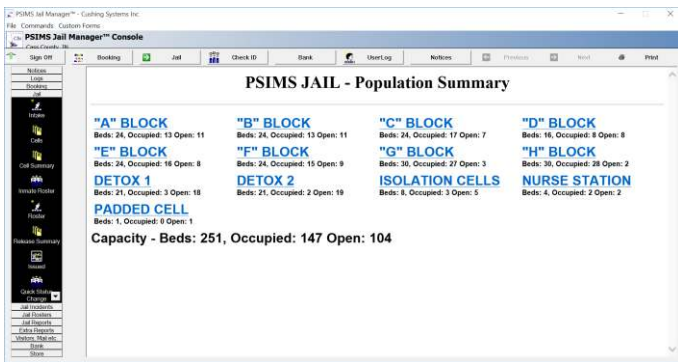 PSIMS Jail Manager™ - Cushing Systems Inc
File Commands Custom Forms
PSIMS Jail Manager™ Console
Cass County, IN
Sign Off Booking Jail Check ID Bank UserLog Notices Previous Next Print
Notices
Logs
Booking
Jail
Intake
Cells
Cell Summary
Inmate Roster
Roster
Release Summary
Issued
Quick Status Change
Jail Incidents
Jail Rosters
Jail Reports
Extra Reports
Visitors, Mail etc.
Bank
Store
PSIMS JAIL - Population Summary
"A" BLOCK "B" BLOCK "C" BLOCK "D" BLOCK
Beds: 24, Occupied: 13 Open: 11 Beds: 24, Occupied: 13 Open: 11 Beds: 24, Occupied: 17 Open: 7 Beds: 16, Occupied: 8 Open: 8
"E" BLOCK "F" BLOCK "G" BLOCK "H" BLOCK
Beds: 24, Occupied: 16 Open: 8 Beds: 24, Occupied: 15 Open: 9 Beds: 30, Occupied: 27 Open: 3 Beds: 30, Occupied: 28 Open: 2
DETOX 1 DETOX 2 ISOLATION CELLS NURSE STATION
Beds: 21, Occupied: 3 Open: 18 Beds: 21, Occupied: 2 Open: 19 Beds: 8, Occupied: 3 Open: 5 Beds: 4, Occupied: 2 Open: 2
PADDED CELL
Beds: 1, Occupied: 0 Open: 1
Capacity - Beds: 251, Occupied: 147 Open: 104